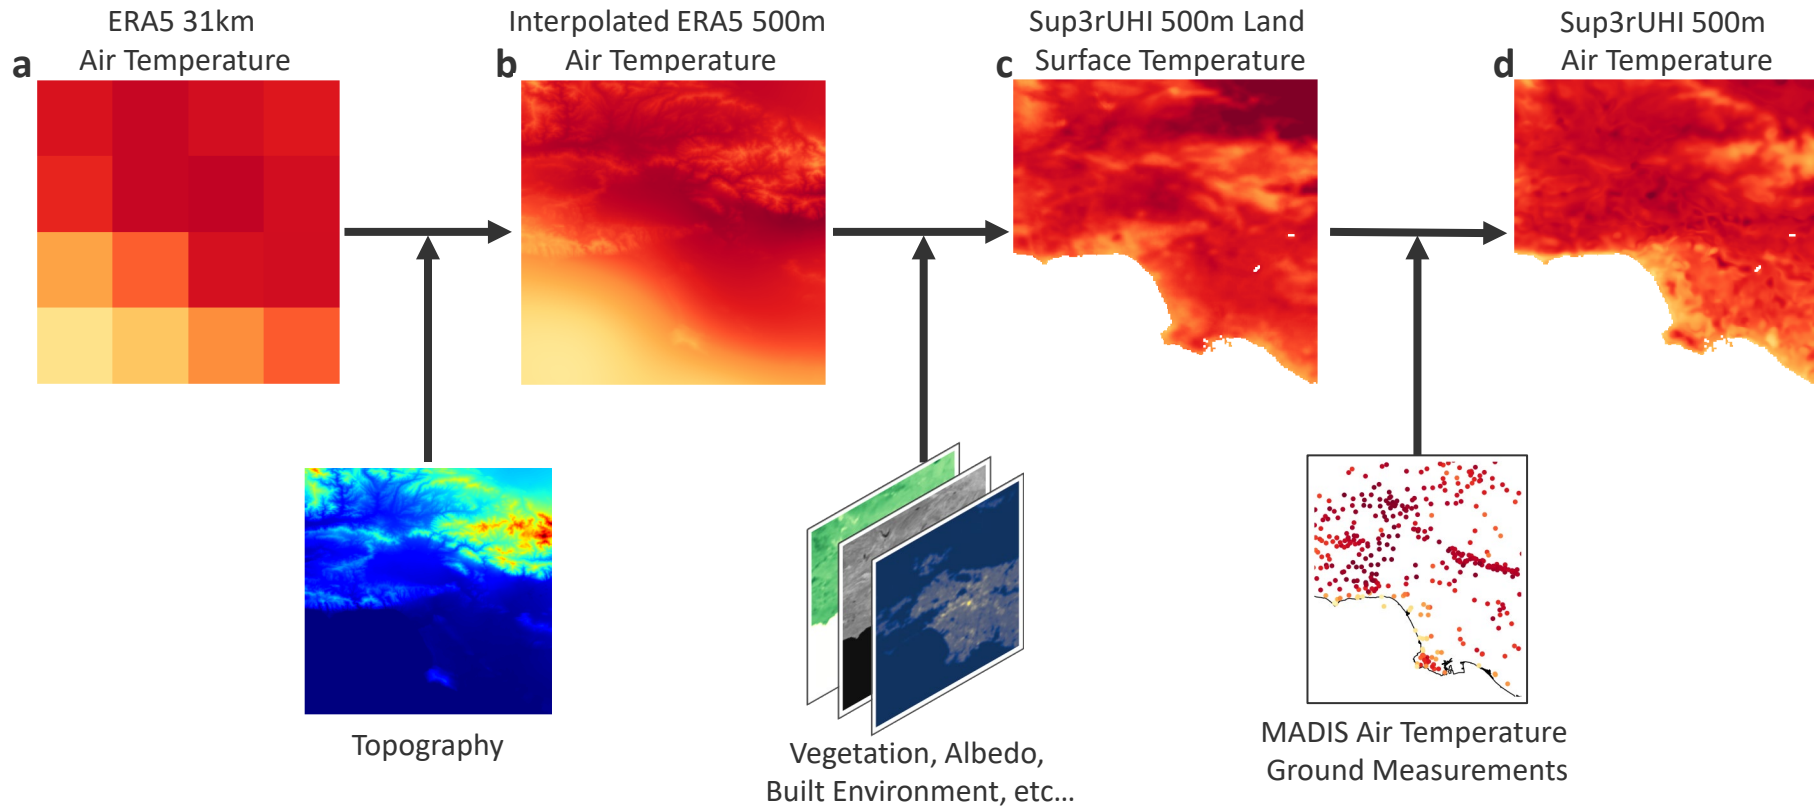 ERA5 31km
Air Temperature
a
Interpolated ERA5 500m
Air Temperature
b
Sup3rUHI 500m Land
Surface Temperature
c
Sup3rUHI 500m
Air Temperature
d
Topography
Vegetation, Albedo,
Built Environment, etc...
MADIS Air Temperature
Ground Measurements